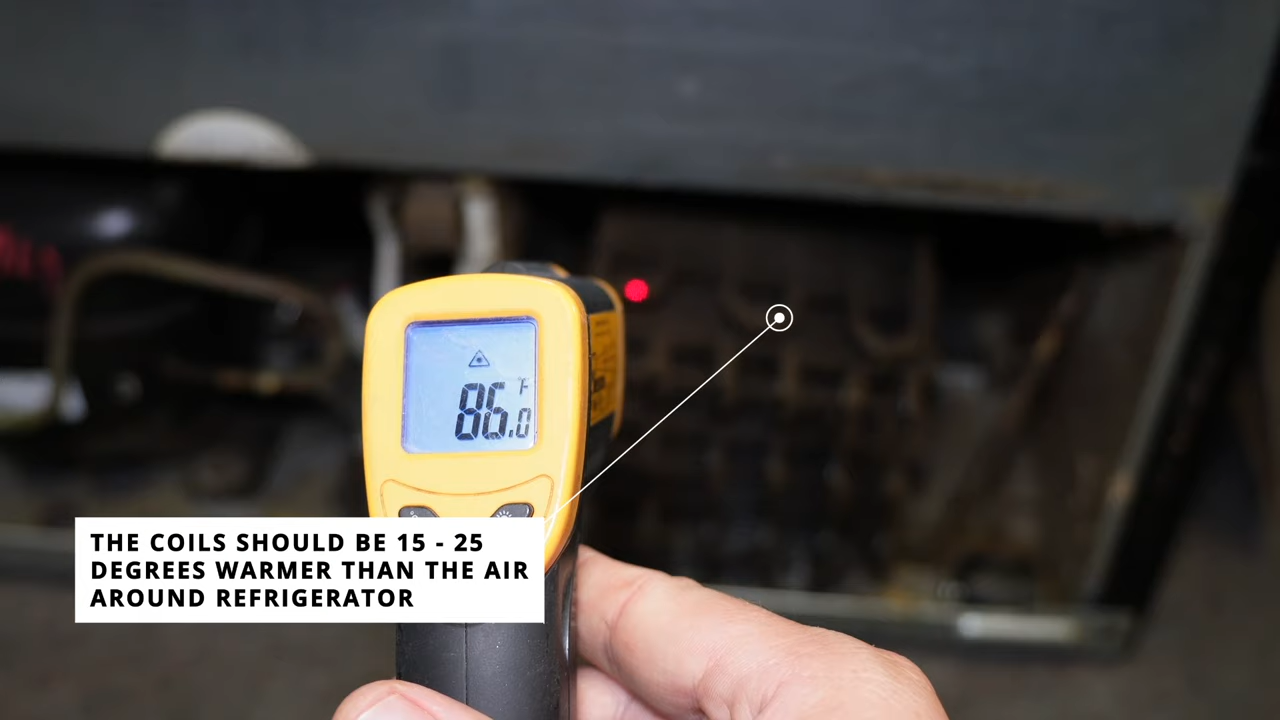 °F
86.0
THE COILS SHOULD BE 15 - 25
DEGREES WARMER THAN THE AIR
AROUND REFRIGERATOR